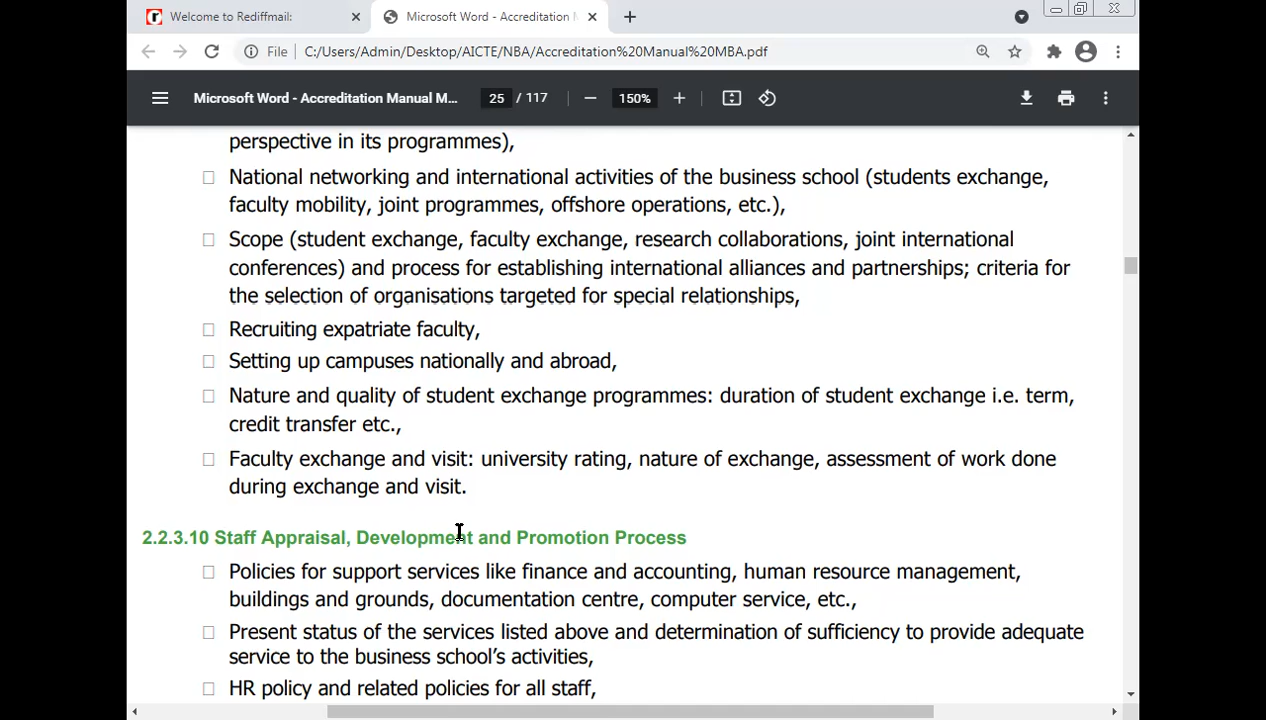 Welcome to Rediffmail:
Microsoft Word - Accreditation M
File C:/Users/Admin/Desktop/AICTE/NBA/Accreditation%20Manual%20MBA.pdf
Microsoft Word - Accreditation Manual M... 25 / 117 150%
perspective in its programmes),
National networking and international activities of the business school (students exchange,
faculty mobility, joint programmes, offshore operations, etc.),
Scope (student exchange, faculty exchange, research collaborations, joint international
conferences) and process for establishing international alliances and partnerships; criteria for
the selection of organisations targeted for special relationships,
Recruiting expatriate faculty,
Setting up campuses nationally and abroad,
Nature and quality of student exchange programmes: duration of student exchange i.e. term,
credit transfer etc.,
Faculty exchange and visit: university rating, nature of exchange, assessment of work done
during exchange and visit.
2.2.3.10 Staff Appraisal, Development and Promotion Process
Policies for support services like finance and accounting, human resource management,
buildings and grounds, documentation centre, computer service, etc.,
Present status of the services listed above and determination of sufficiency to provide adequate
service to the business school's activities,
HR policy and related policies for all staff,